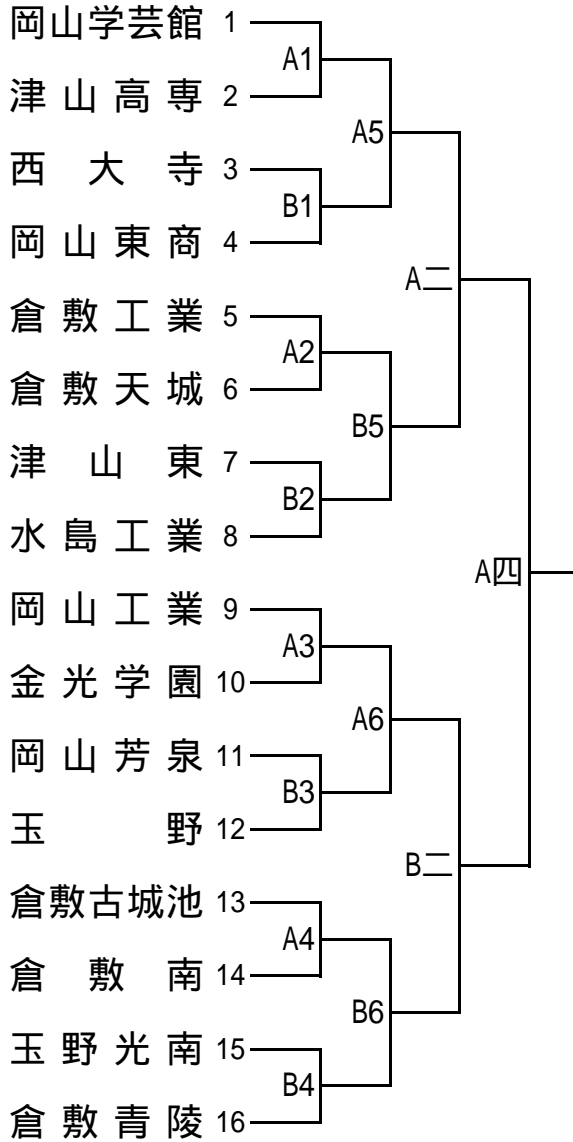 岡山学芸館 1
A1
津山高専 2
A5
西大寺 3
B1
岡山東商 4
A二
倉敷工業 5
A2
倉敷天城 6
B5
津山東 7
B2
水島工業 8
A四
岡山工業 9
A3
金光学園 10
A6
岡山芳泉 11
B3
玉野 12
B二
倉敷古城池 13
A4
倉敷南 14
B6
玉野光南 15
B4
倉敷青陵 16